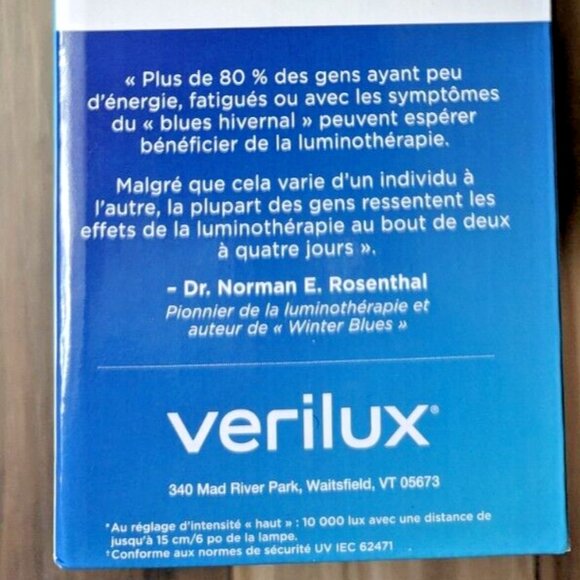 « Plus de 80 % des gens ayant peu
d'énergie, fatigués ou avec les symptômes
du « blues hivernal » peuvent espérer
bénéficier de la luminothérapie.
Malgré que cela varie d'un individu à
l'autre, la plupart des gens ressentent les
effets de la luminothérapie au bout de deux
à quatre jours ».
– Dr. Norman E. Rosenthal
Pionnier de la luminothérapie et
auteur de « Winter Blues »
verilux®
340 Mad River Park, Waitsfield, VT 05673
*Au réglage d'intensité « haut » : 10 000 lux avec une distance de
jusqu'à 15 cm/6 po de la lampe.
†Conforme aux normes de sécurité UV IEC 62471